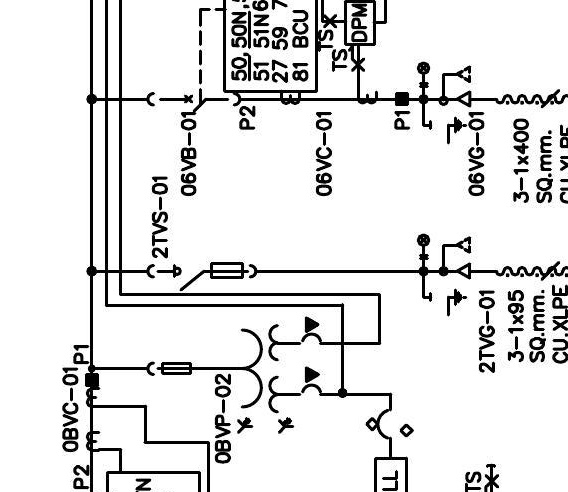 50, 50N,
51 51N
27 59
81 BCU
TS
TS
DPM
P2
P1
06VB-01
06VC-01
06VG-01
3-1x400
SQ.mm.
CU.XLPE
2TVS-01
2TVG-01
3-1x95
SQ.mm.
CU.XLPE
P1
0BVC-01
P2
0BVP-02
LL
TS